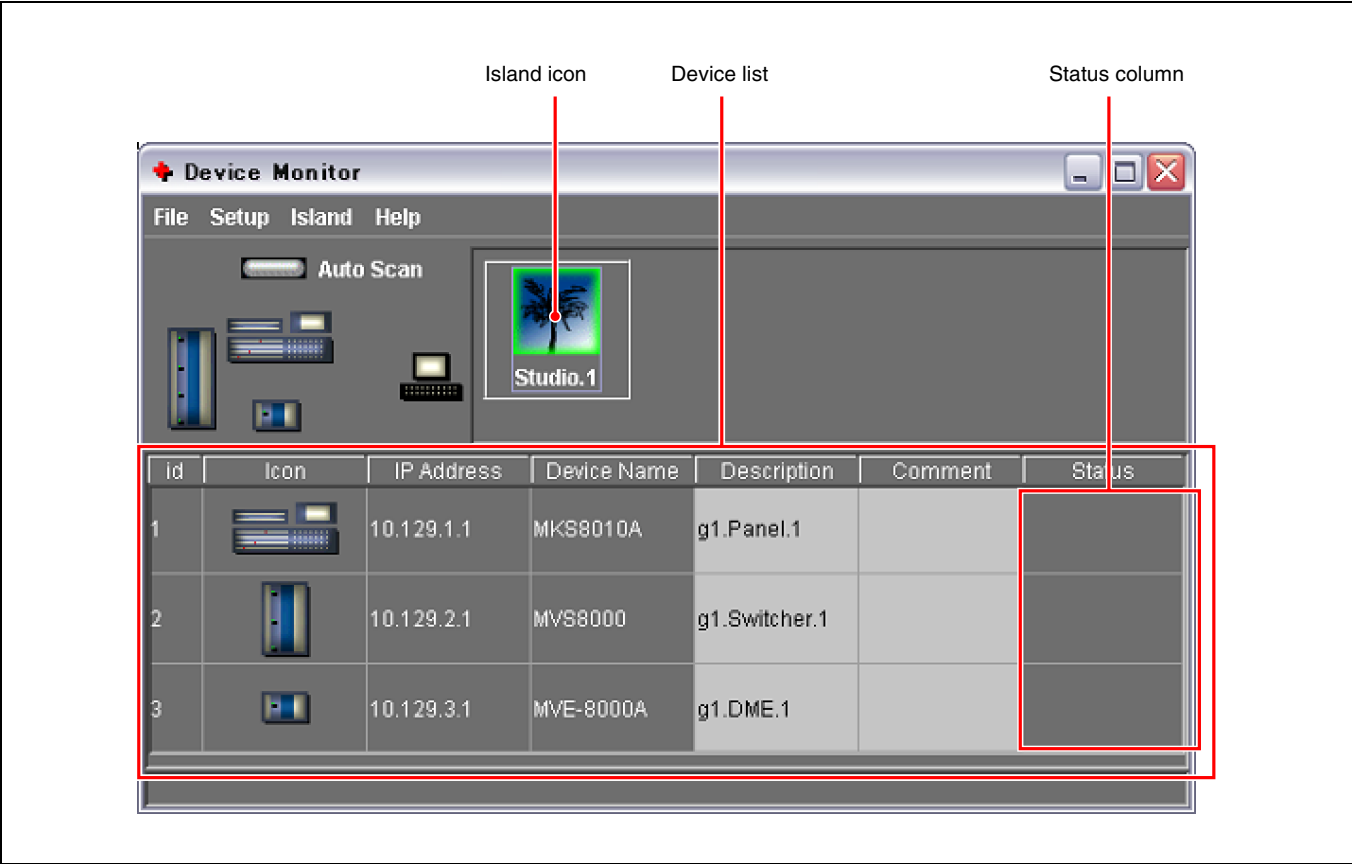 Island icon Device list Status column
Device Monitor
File Setup Island Help
Auto Scan
Studio.1
id Icon IP Address Device Name Description Comment Status
1 10.129.1.1 MKS8010A g1.Panel.1
2 10.129.2.1 MVS8000 g1.Switcher.1
3 10.129.3.1 MVE-8000A g1.DME.1